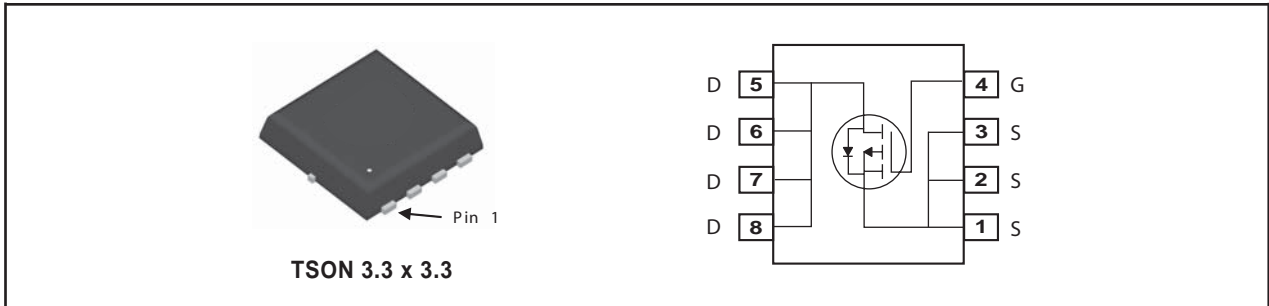 Pin 1
TSON 3.3 x 3.3
D 5 4 G
D 6 3 S
D 7 2 S
D 8 1 S